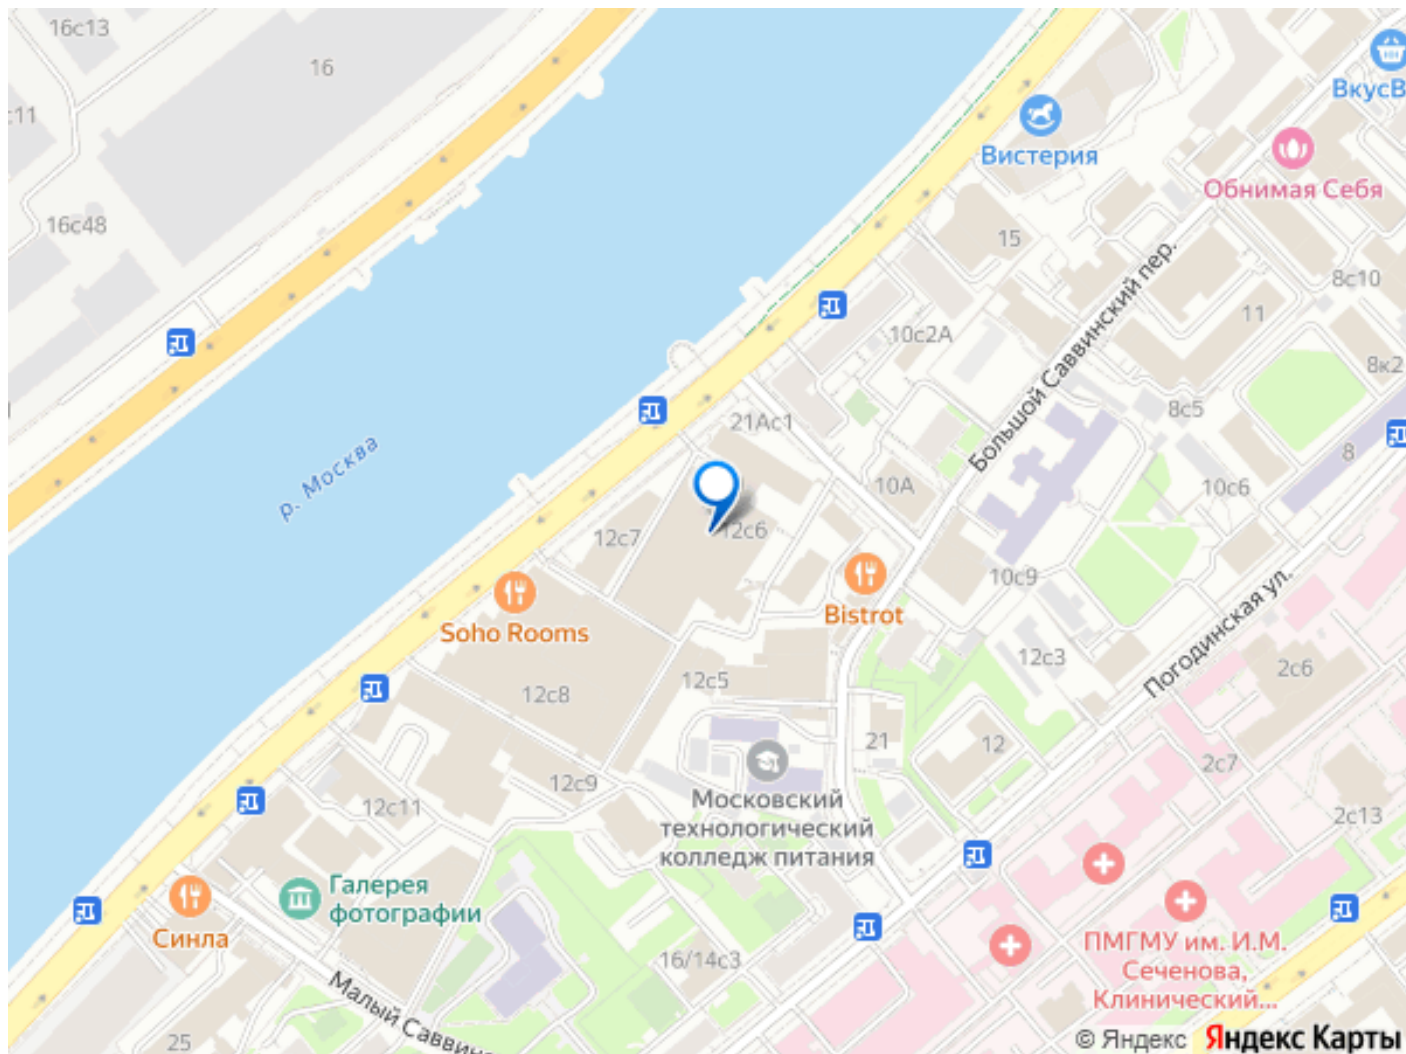 16с13
16
ВкусВ
Вистерия
Обнимая Себя
16с48
15
8с10
11
10с2А
8к2
Большой Саввинский пер.
8с5
21Ас1
8
р. Москва
10А
10с6
12с7
12с6
10с9
Погодинская ул.
Soho Rooms
Bistrot
12с3
2с6
12с5
12с8
21
12
2с7
12с9
12с11
Московский
технологический
колледж питания
2с13
Галерея
фотографии
Синла
16/14с3
ПМГМУ им. И.М.
Сеченова,
Клинический...
Малый Саввинс
25
© Яндекс Яндекс Карты